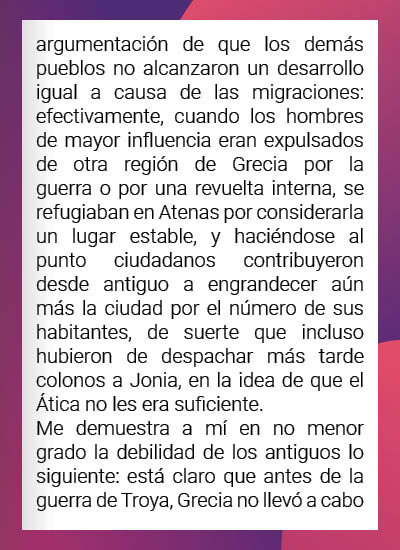 argumentación de que los demás
pueblos no alcanzaron un desarrollo
igual a causa de las migraciones:
efectivamente, cuando los hombres
de mayor influencia eran expulsados
de otra región de Grecia por la
guerra o por una revuelta interna, se
refugiaban en Atenas por considerarla
un lugar estable, y haciéndose al
punto ciudadanos contribuyeron
desde antiguo a engrandecer aún
más la ciudad por el número de sus
habitantes, de suerte que incluso
hubieron de despachar más tarde
colonos a Jonia, en la idea de que el
Ática no les era suficiente.
Me demuestra a mí en no menor
grado la debilidad de los antiguos lo
siguiente: está claro que antes de la
guerra de Troya, Grecia no llevó a cabo